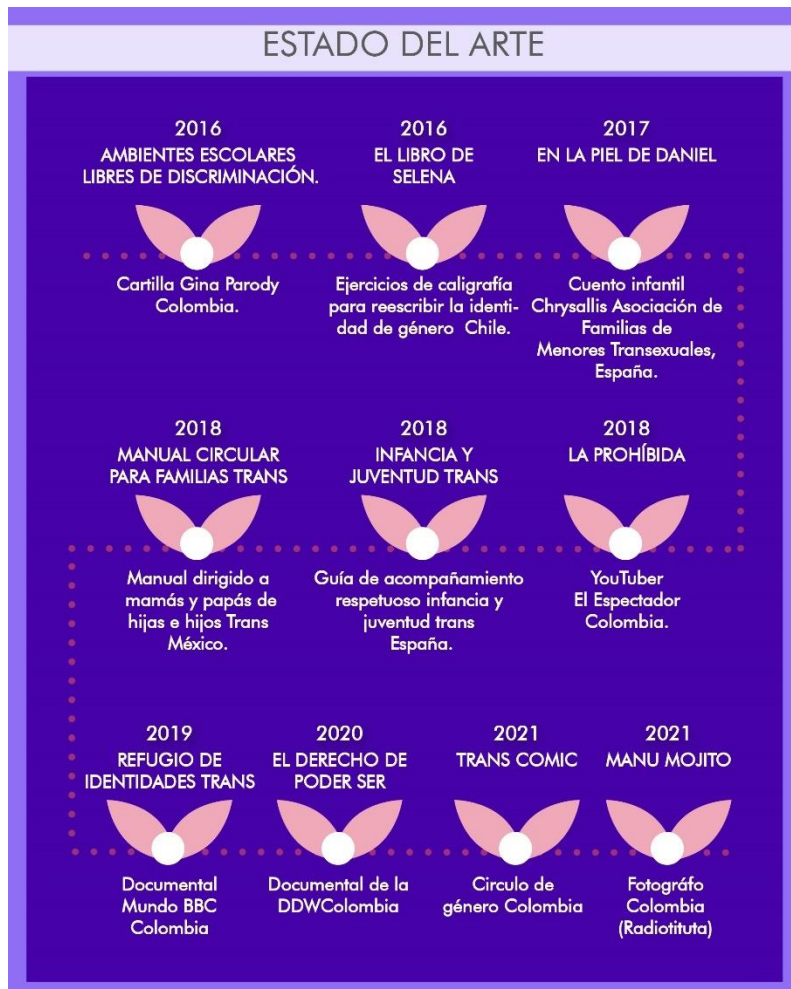 ESTADO DEL ARTE
2016
AMBIENTES ESCOLARES
LIBRES DE DISCRIMINACIÓN.
Cartilla Gina Parody
Colombia.
2016
EL LIBRO DE
SELENA
Ejercicios de caligrafía
para reescribir la identi-
dad de género Chile.
2017
EN LA PIEL DE DANIEL
Cuento infantil
Chrysallis Asociación de
Familias de
Menores Transexuales,
España.
2018
MANUAL CIRCULAR
PARA FAMILIAS TRANS
Manual dirigido a
mamás y papás de
hijas e hijos Trans
México.
2018
INFANCIA Y
JUVENTUD TRANS
Guía de acompañamiento
respetuoso infancia y
juventud trans
España.
2018
LA PROHÍBIDA
YouTuber
El Espectador
Colombia.
2019
REFUGIO DE
IDENTIDADES TRANS
Documental
Mundo BBC
Colombia
2020
EL DERECHO DE
PODER SER
Documental de la
DDWColombia
2021
TRANS COMIC
Circulo de
género Colombia
2021
MANU MOJITO
Fotográfo
Colombia
(Radiotituta)